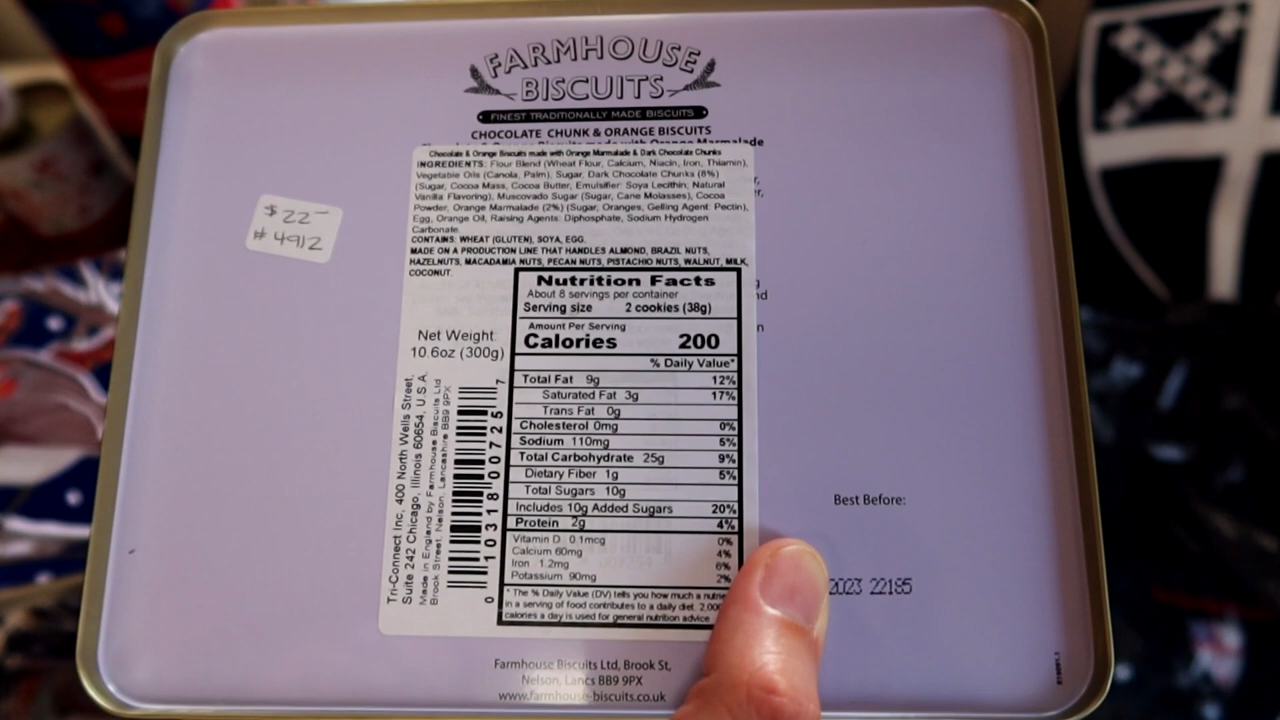 FARMHOUSE
BISCUITS
FINEST TRADITIONALLY MADE BISCUITS
CHOCOLATE CHUNK & ORANGE BISCUITS
Biscuits made with Orange Marmalade
Chocolate & Orange Biscuits made with Orange Marmalade & Dark Chocolate Chunks
INGREDIENTS: Flour Blend (Wheat Flour, Calcium, Niacin, Iron, Thiamin),
Vegetable Oils (Canola, Palm), Sugar, Dark Chocolate Chunks (8%)
(Sugar, Cocoa Mass, Cocoa Butter, Emulsifier: Soya Lecithin; Natural
Vanilla Flavoring), Muscovado Sugar (Sugar, Cane Molasses), Cocoa
Powder, Orange Marmalade (2%) (Sugar, Oranges, Gelling Agent: Pectin),
Egg, Orange Oil, Raising Agents: Diphosphate, Sodium Hydrogen
Carbonate.
CONTAINS: WHEAT (GLUTEN), SOYA, EGG.
MADE ON A PRODUCTION LINE THAT HANDLES ALMOND, BRAZIL NUTS,
HAZELNUTS, MACADAMIA NUTS, PECAN NUTS, PISTACHIO NUTS, WALNUT, MILK,
COCONUT.
$22-
#4912
Net Weight:
10.6oz (300g)
Nutrition Facts
About 8 servings per container
Serving size 2 cookies (38g)
Amount Per Serving
Calories 200
% Daily Value*
Total Fat 9g 12%
Saturated Fat 3g 17%
Trans Fat 0g
Cholesterol 0mg 0%
Sodium 110mg 5%
Total Carbohydrate 25g 9%
Dietary Fiber 1g 5%
Total Sugars 10g
Includes 10g Added Sugars 20%
Protein 2g 4%
Vitamin D 0.1mcg 0%
Calcium 60mg 4%
Iron 1.2mg 6%
Potassium 90mg 2%
* The % Daily Value (DV) tells you how much a
in a serving of food contributes to a daily diet.
calories a day is used for general nutrition advice
Tri-Connect Inc, 400 North Wells Street,
Suite 242 Chicago, Illinois 60654, U.S.A.
Made in England by Farmhouse Biscuits Ltd
Brook Street, Nelson, Lancashire BB9 9PX
0 10318 00725 7
Best Before:
2023 22185
Farmhouse Biscuits Ltd, Brook St,
Nelson, Lancs BB9 9PX
www.farmhouse-biscuits.co.uk